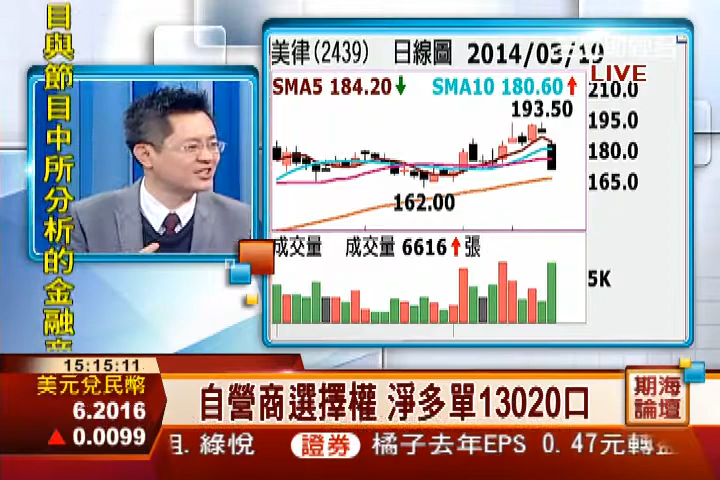 目與節目中所分析的金融商
美律(2439) 日線圖 2014/03/19
LIVE
SMA5 184.20↓ SMA10 180.60↑
210.0
193.50
195.0
180.0
165.0
162.00
成交量 成交量 6616↑張
5K
15:15:11
美元兌民幣
6.2016
▲0.0099
自營商選擇權 淨多單13020口
期海
論壇
綠悅 證券 橘子去年EPS 0.47元轉